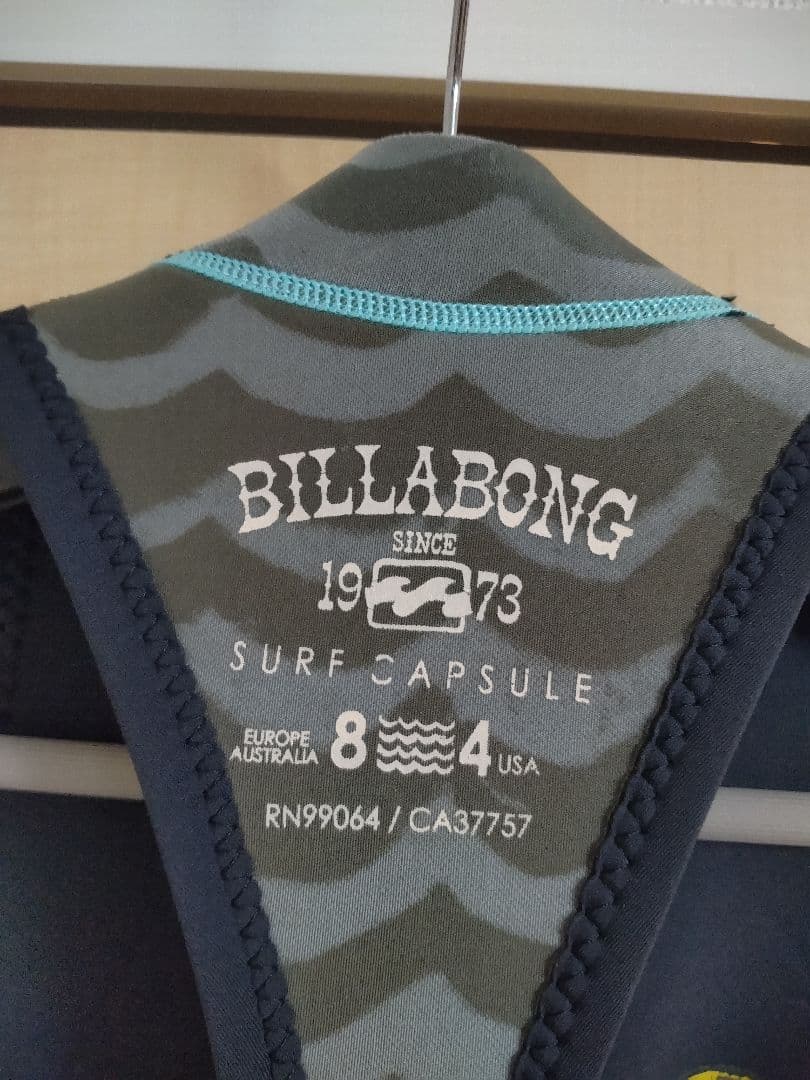 BILLABONG
SINCE
19 73
SURF CAPSULE
EUROPE
AUSTRALIA 8 4 USA
RN99064 / CA37757